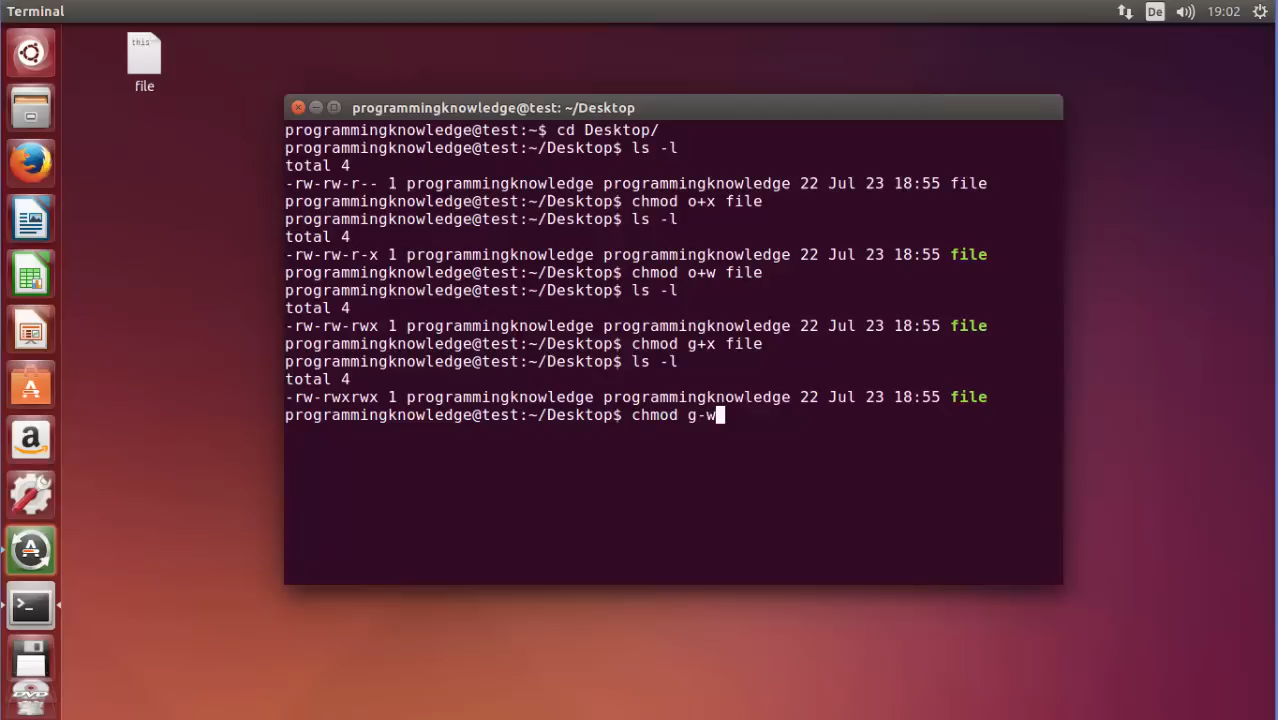 Terminal
De
19:02
this
file
programmingknowledge@test: ~/Desktop
programmingknowledge@test:~$ cd Desktop/
programmingknowledge@test:~/Desktop$ ls -l
total 4
-rw-rw-r-- 1 programmingknowledge programmingknowledge 22 Jul 23 18:55 file
programmingknowledge@test:~/Desktop$ chmod o+x file
programmingknowledge@test:~/Desktop$ ls -l
total 4
-rw-rw-r-x 1 programmingknowledge programmingknowledge 22 Jul 23 18:55 file
programmingknowledge@test:~/Desktop$ chmod o+w file
programmingknowledge@test:~/Desktop$ ls -l
total 4
-rw-rw-rwx 1 programmingknowledge programmingknowledge 22 Jul 23 18:55 file
programmingknowledge@test:~/Desktop$ chmod g+x file
programmingknowledge@test:~/Desktop$ ls -l
total 4
-rw-rwxrwx 1 programmingknowledge programmingknowledge 22 Jul 23 18:55 file
programmingknowledge@test:~/Desktop$ chmod g-w